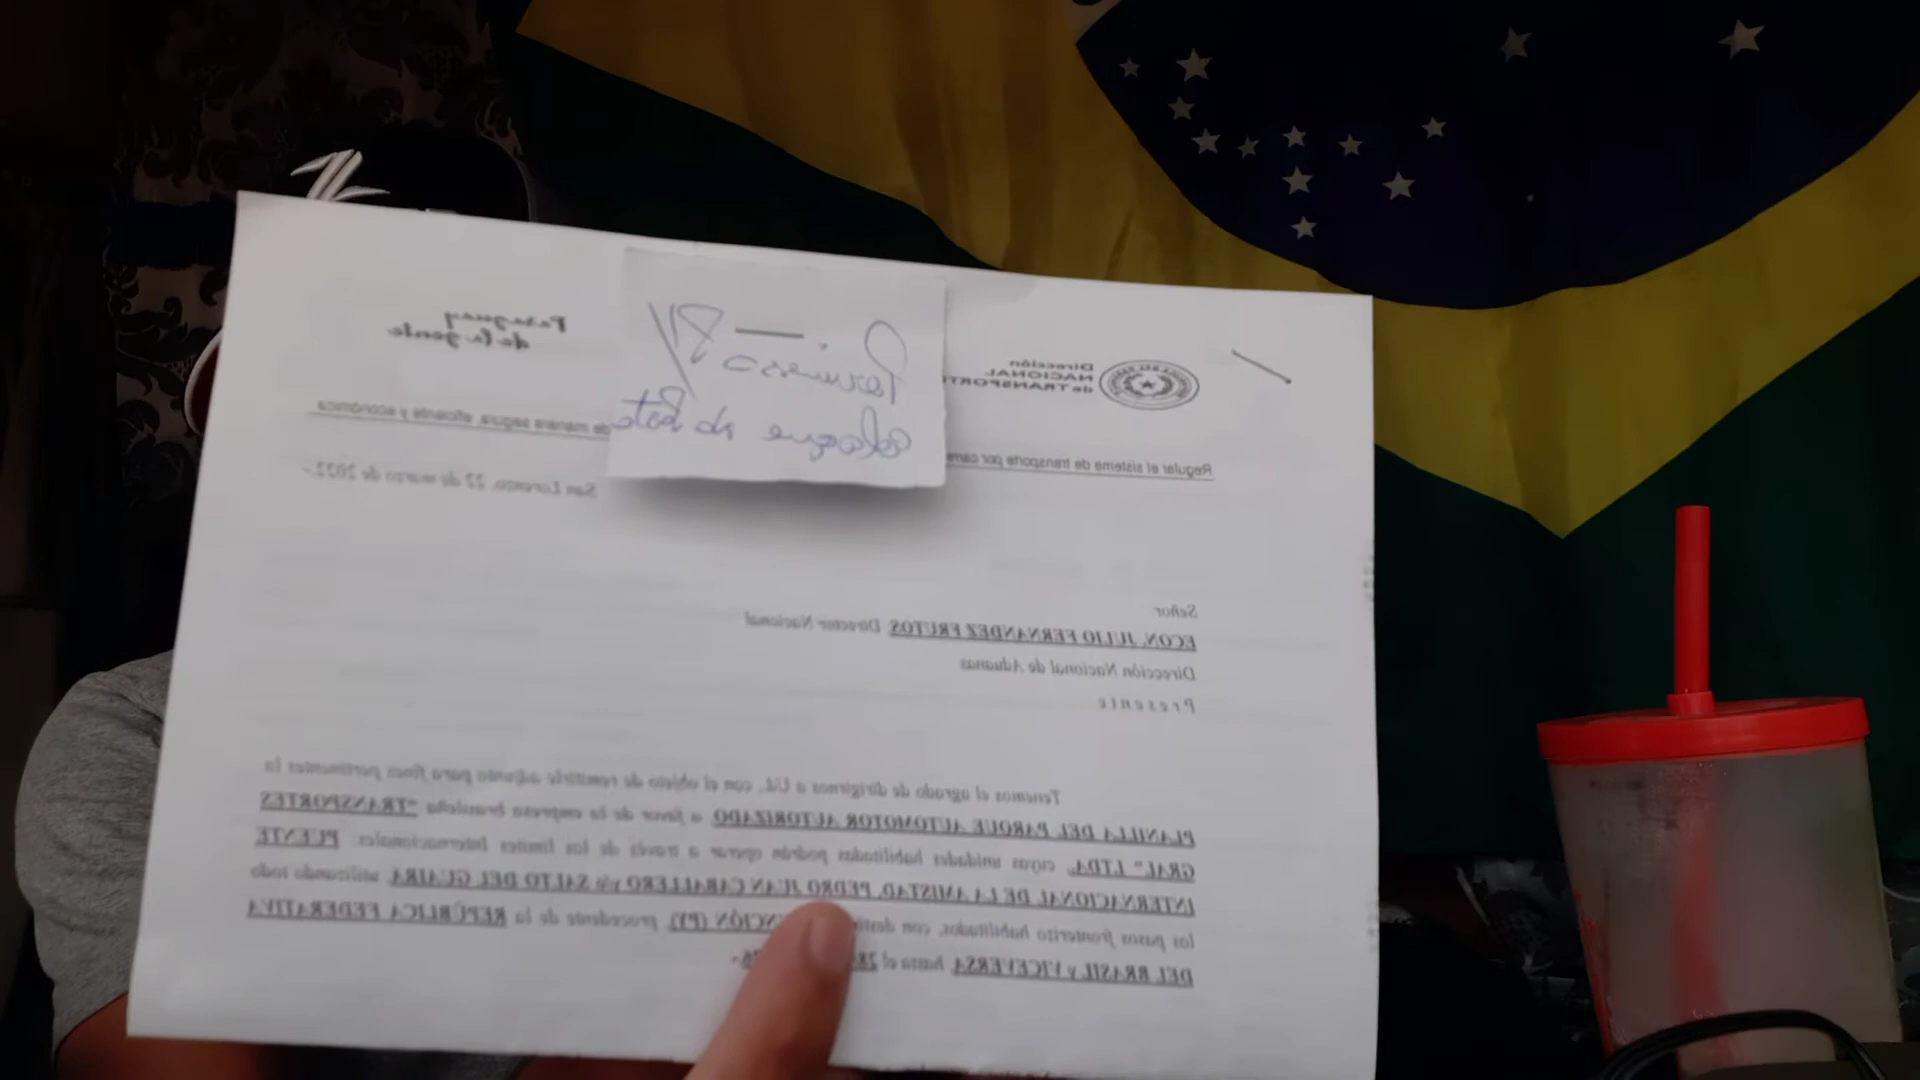 Paraguay
de la gente
Dirección
NACIONAL
de TRANSPORTE
Permisso
Regular el sistema de transporte por carre de manera segura, eficiente y económica
San Lorenzo, 22 de marzo de 2022.-
Señor
ECON. JULIO FERNANDEZ FRUTOS, Director Nacional
Dirección Nacional de Aduanas
Presente
Tenemos el agrado de dirigirnos a Ud., con el objeto de remitirle adjunto para fines pertinentes la
PLANILLA DEL PARQUE AUTOMOTOR AUTORIZADO, a favor de la empresa brasileña "TRANSPORTES
GRAL" LTDA., cuyas unidades habilitadas podrán operar a través de los límites Internacionales: PUENTE
INTERNACIONAL DE LA AMISTAD, PEDRO JUAN CABALLERO y/o SALTO DEL GUAIRA, utilizando todo
los pasos fronterizo habilitados, con NCIÓN (PY), procedente de la REPÚBLICA FEDERATIVA
DEL BRASIL y VICEVERSA, hasta el